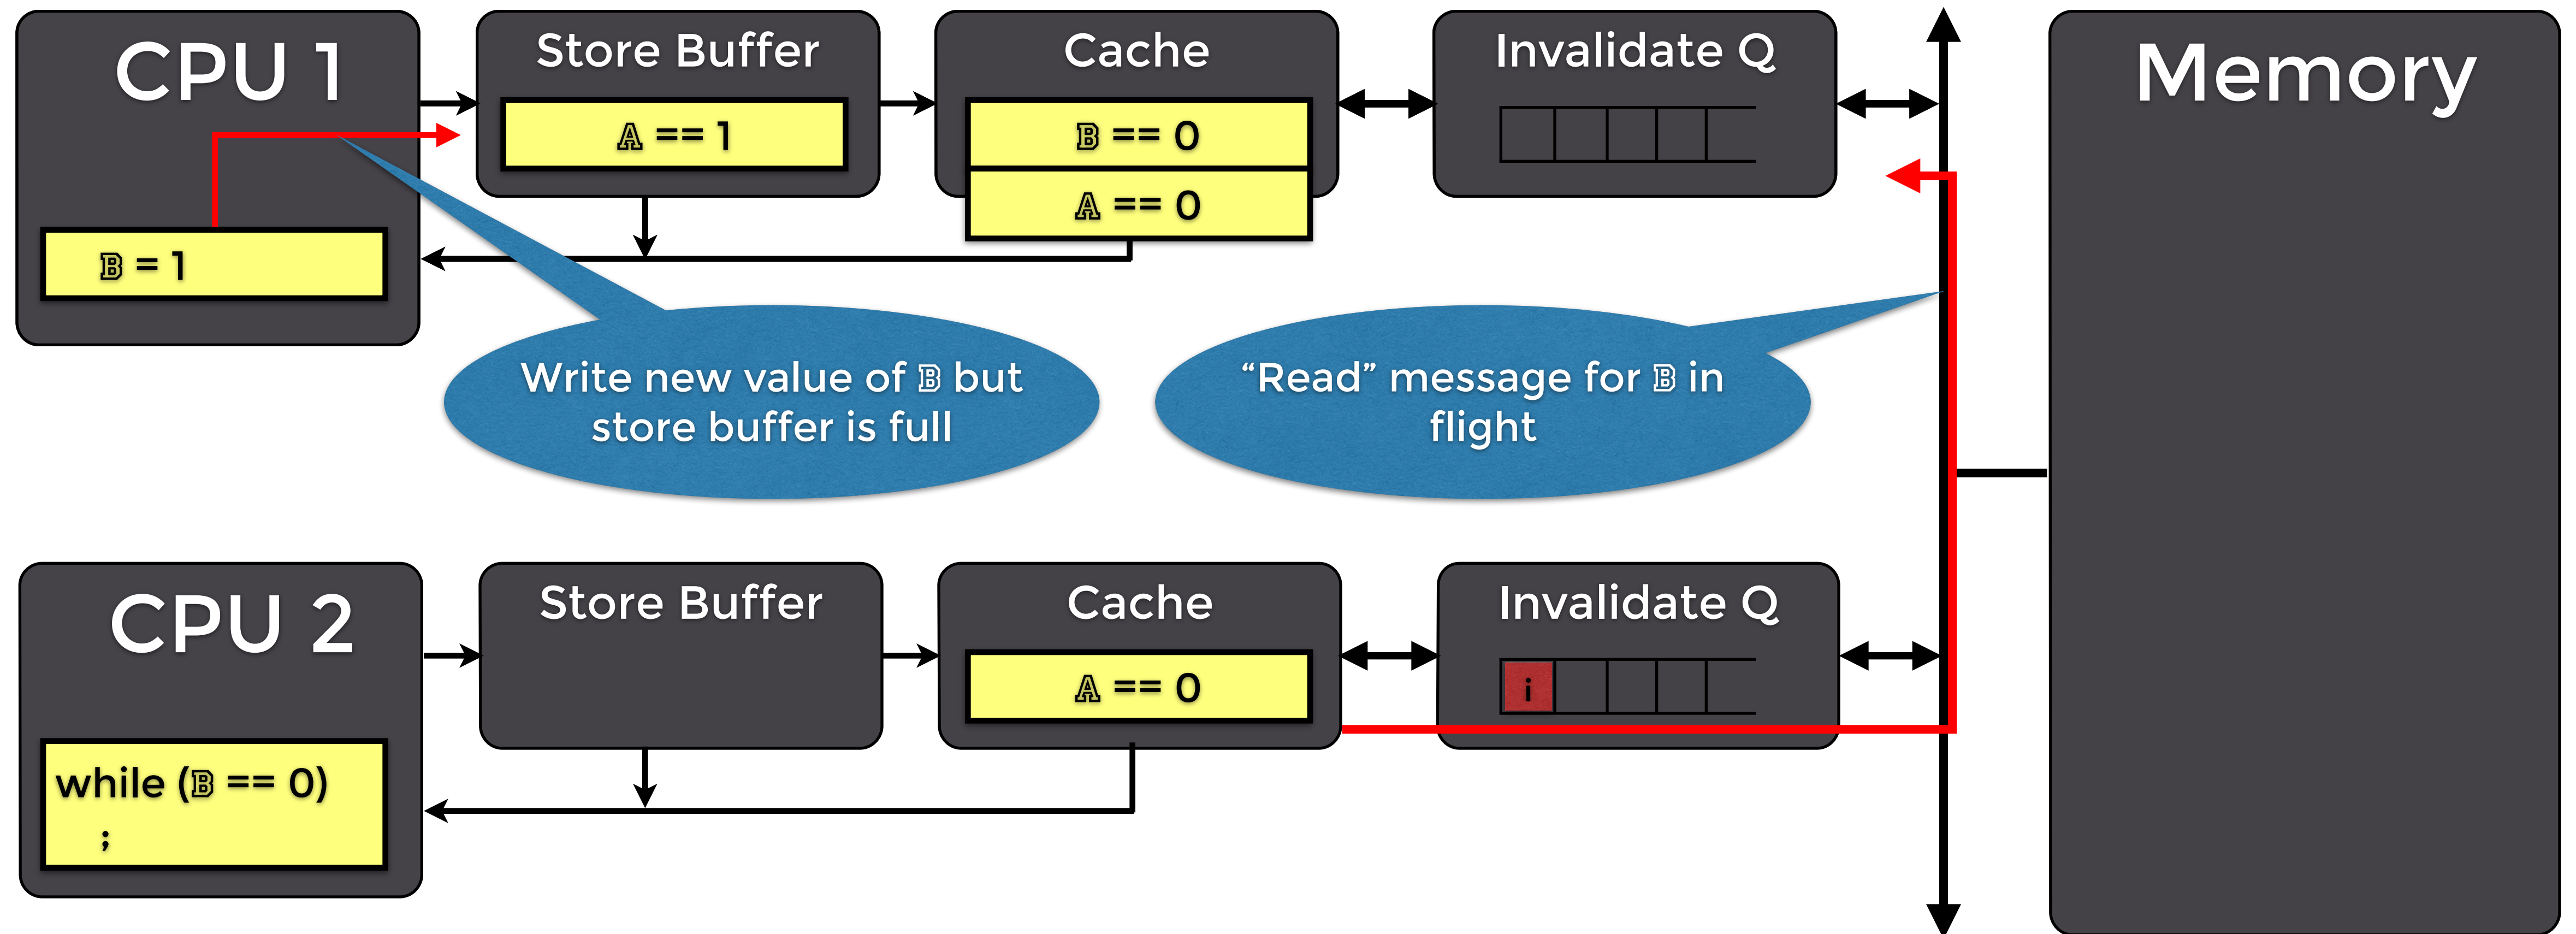 CPU 1
Store Buffer
Cache
Invalidate Q
Memory
A == 1
B == 0
A == 0
B = 1
Write new value of B but
store buffer is full
“Read” message for B in
flight
CPU 2
Store Buffer
Cache
Invalidate Q
A == 0
i
while (B == 0)
;